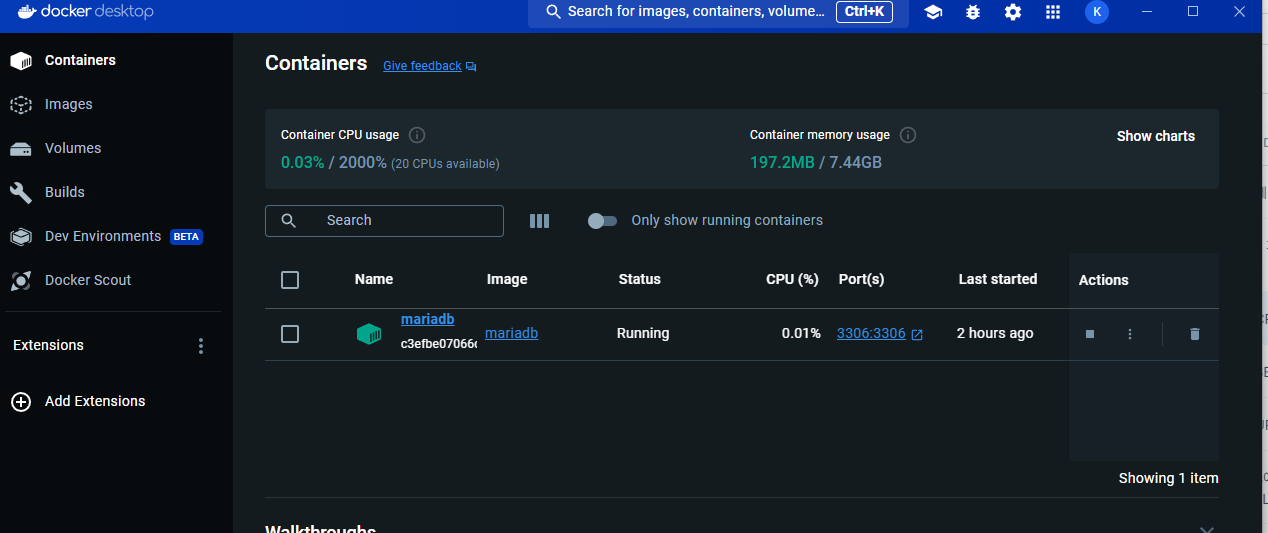 docker desktop
Search for images, containers, volume... Ctrl+K
K
Containers
Images
Volumes
Builds
Dev Environments BETA
Docker Scout
Extensions
Add Extensions
Containers Give feedback
Container CPU usage
0.03% / 2000% (20 CPUs available)
Container memory usage
197.2MB / 7.44GB
Show charts
Search
Only show running containers
Name Image Status CPU (%) Port(s) Last started Actions
mariadb
c3efbe07066
mariadb Running 0.01% 3306:3306 2 hours ago
Showing 1 item
Walkthroughs